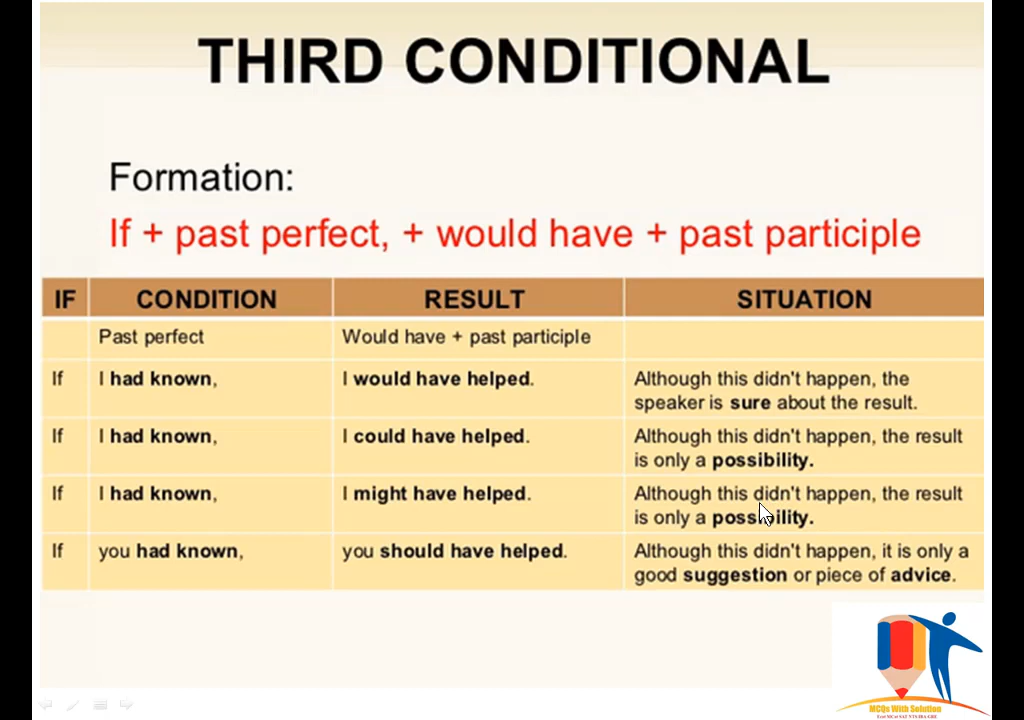 THIRD CONDITIONAL
Formation:
If + past perfect, + would have + past participle
IF CONDITION RESULT SITUATION
Past perfect Would have + past participle
If I had known, I would have helped. Although this didn't happen, the
speaker is sure about the result.
If I had known, I could have helped. Although this didn't happen, the result
is only a possibility.
If I had known, I might have helped. Although this didn't happen, the result
is only a possibility.
If you had known, you should have helped. Although this didn't happen, it is only a
good suggestion or piece of advice.
MCQs With Solution